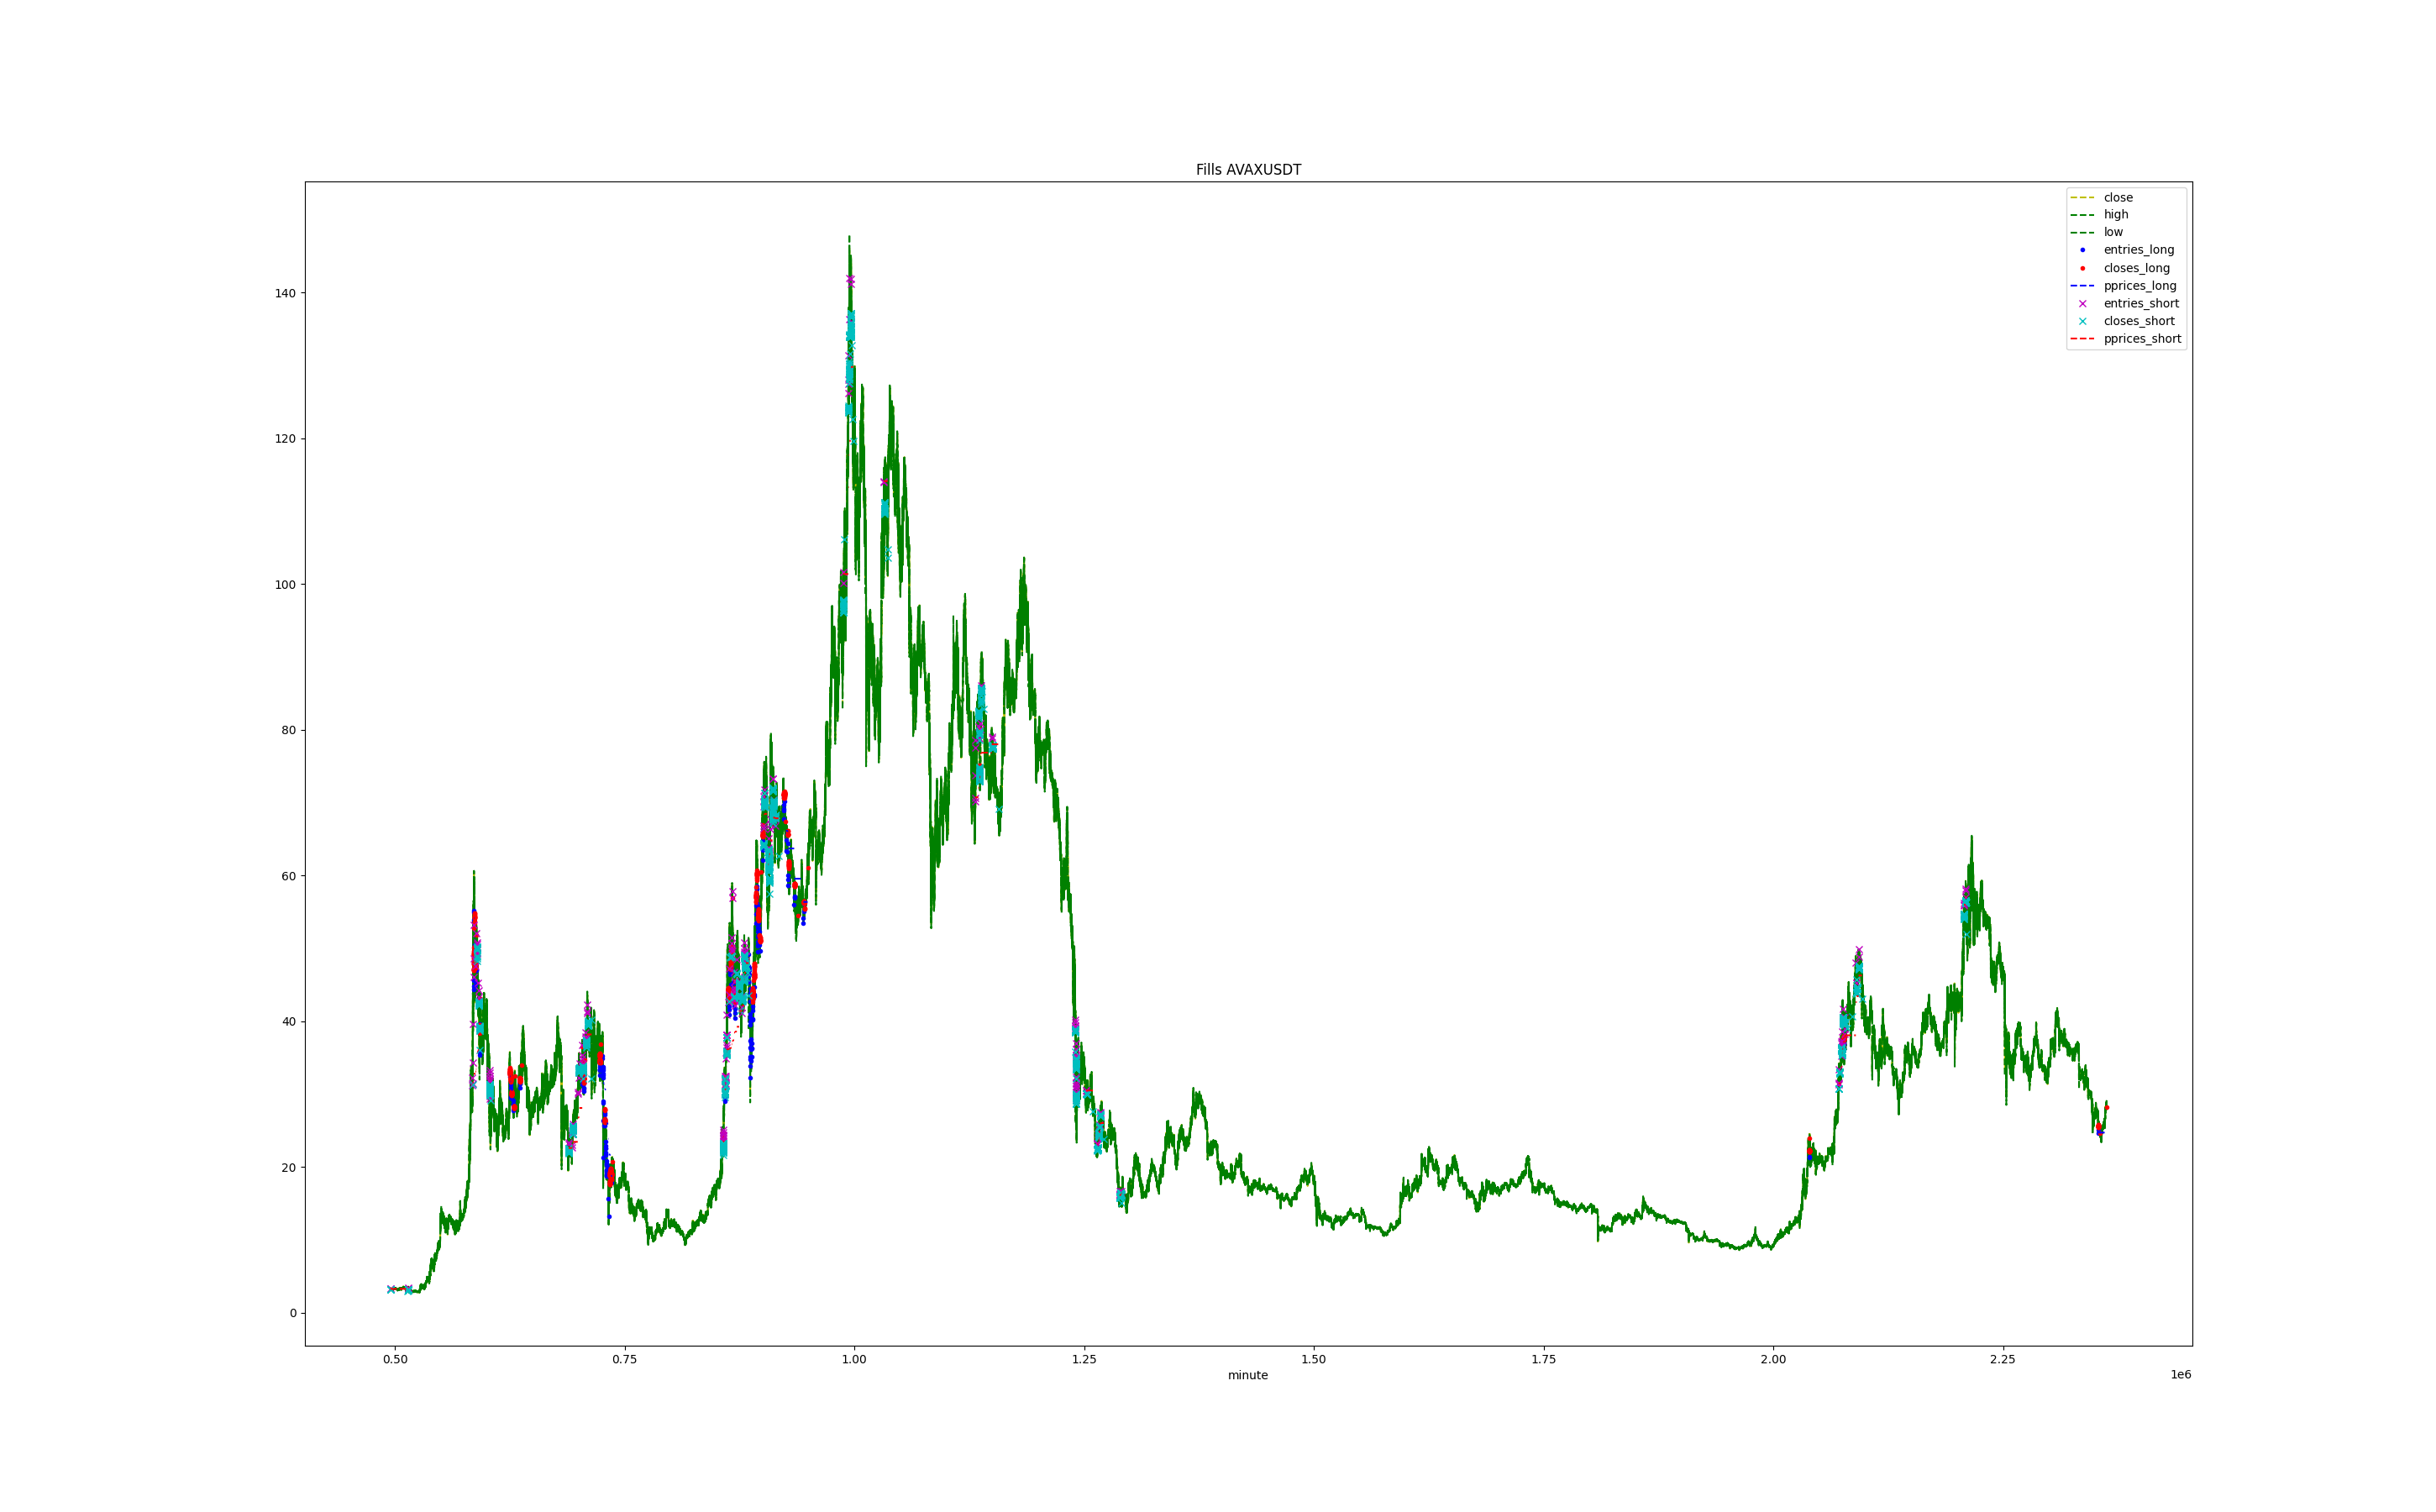 Fills AVAXUSDT
close
high
low
entries_long
closes_long
pprices_long
entries_short
closes_short
pprices_short
140
120
100
80
60
40
20
0
0.50 0.75 1.00 1.25 1.50 1.75 2.00 2.25
minute
1e6